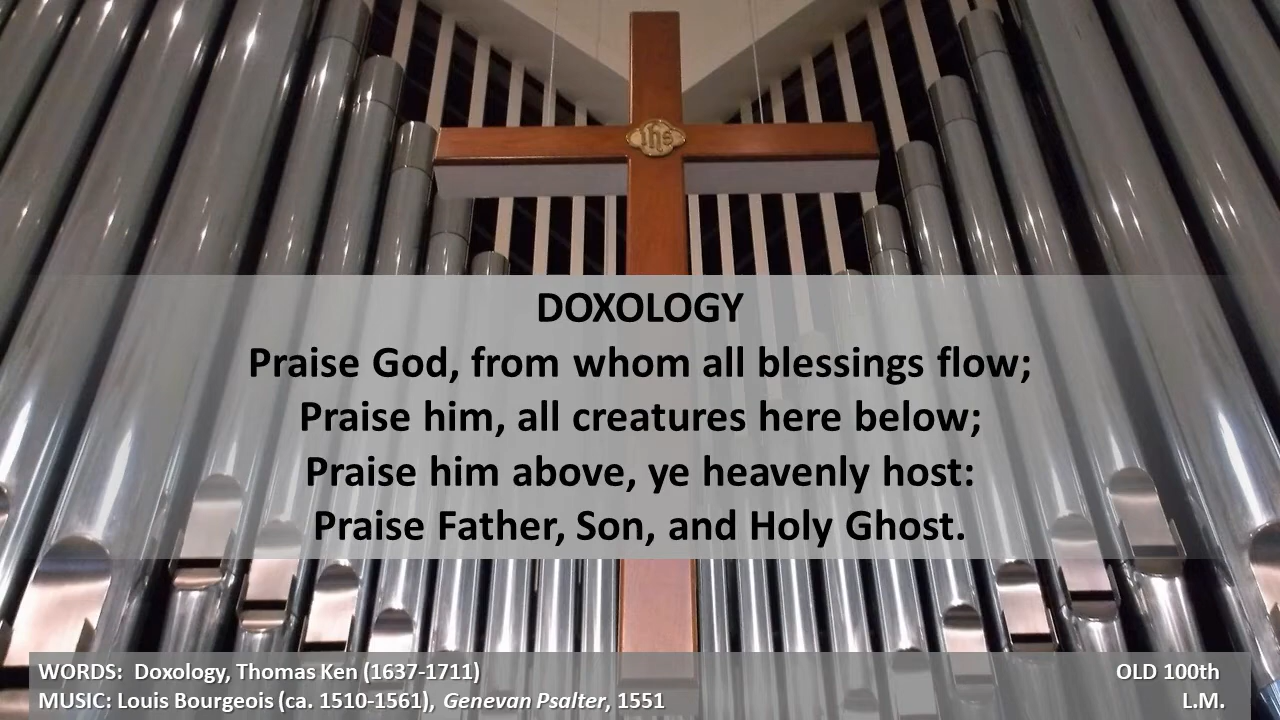 ihs
DOXOLOGY
Praise God, from whom all blessings flow;
Praise him, all creatures here below;
Praise him above, ye heavenly host:
Praise Father, Son, and Holy Ghost.
WORDS: Doxology, Thomas Ken (1637-1711)
OLD 100th
MUSIC: Louis Bourgeois (ca. 1510-1561), Genevan Psalter, 1551
L.M.